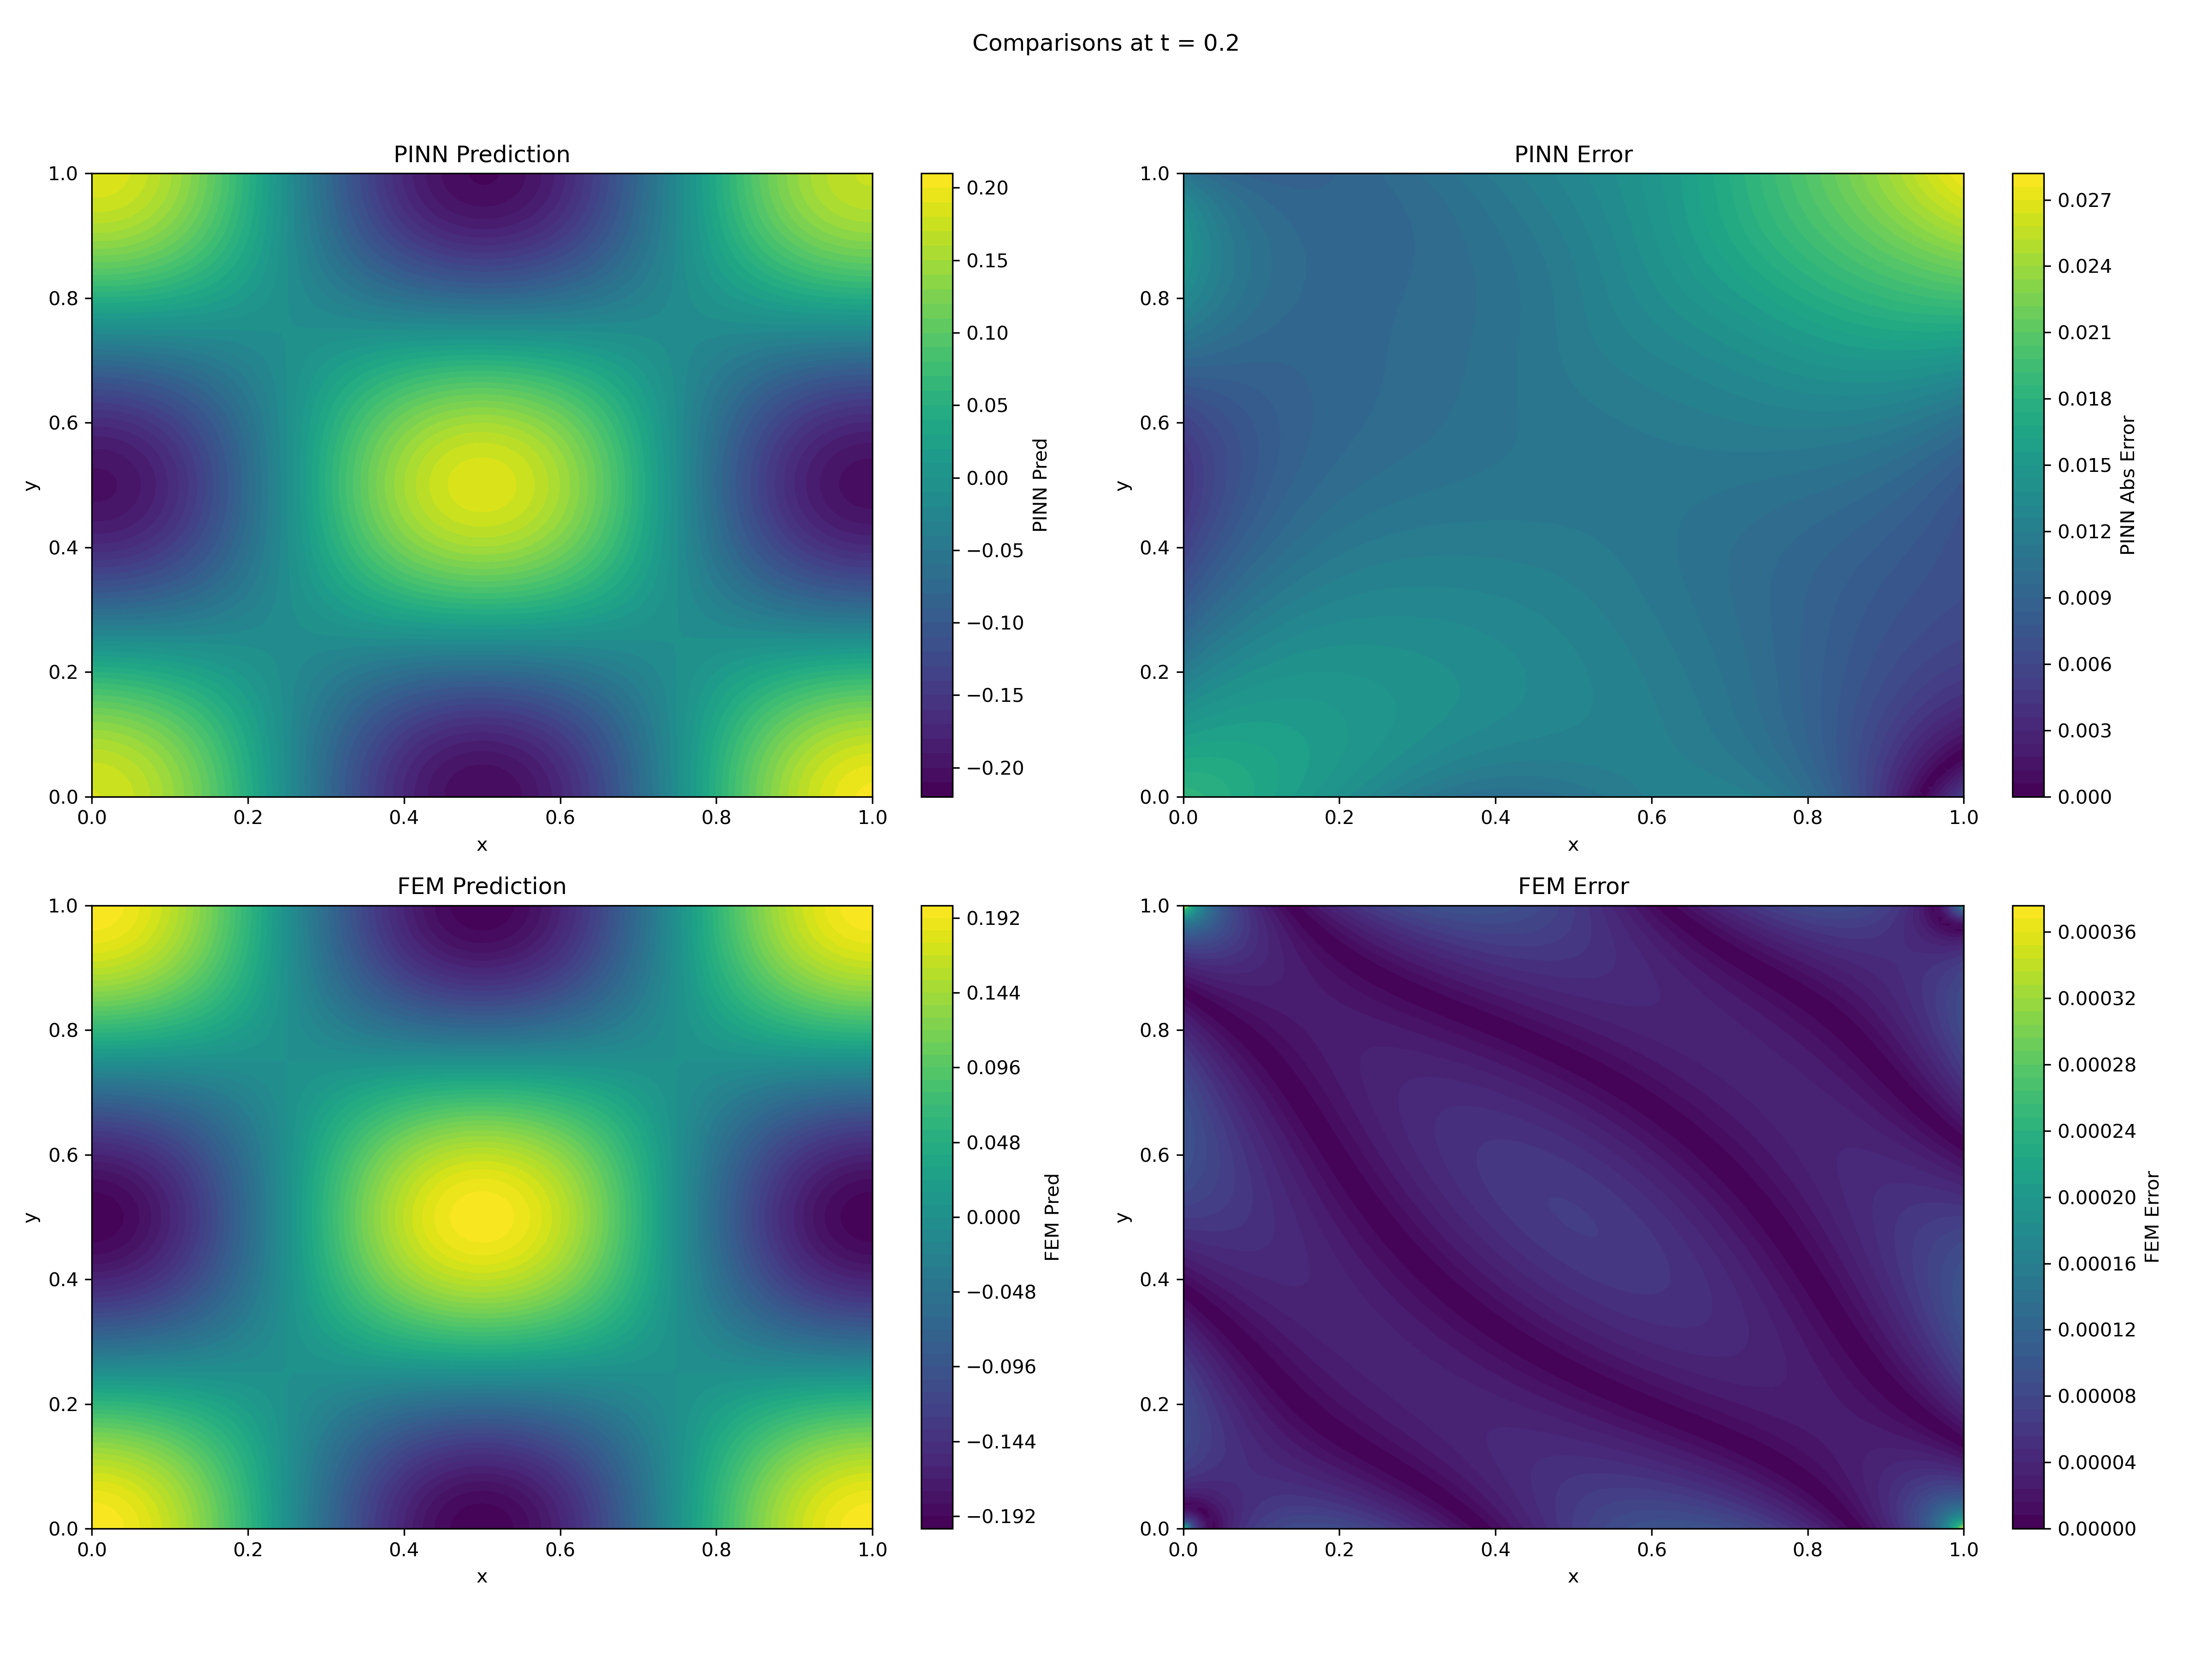 Comparisons at t = 0.2
PINN Prediction
1.0
0.8
0.6
0.4
0.2
0.0
y
0.0 0.2 0.4 0.6 0.8 1.0
x
0.20
0.15
0.10
0.05
0.00
−0.05
−0.10
−0.15
−0.20
PINN Pred
PINN Error
1.0
0.8
0.6
0.4
0.2
0.0
y
0.0 0.2 0.4 0.6 0.8 1.0
x
0.027
0.024
0.021
0.018
0.015
0.012
0.009
0.006
0.003
0.000
PINN Abs Error
FEM Prediction
1.0
0.8
0.6
0.4
0.2
0.0
y
0.0 0.2 0.4 0.6 0.8 1.0
x
0.192
0.144
0.096
0.048
0.000
−0.048
−0.096
−0.144
−0.192
FEM Pred
FEM Error
1.0
0.8
0.6
0.4
0.2
0.0
y
0.0 0.2 0.4 0.6 0.8 1.0
x
0.00036
0.00032
0.00028
0.00024
0.00020
0.00016
0.00012
0.00008
0.00004
0.00000
FEM Error